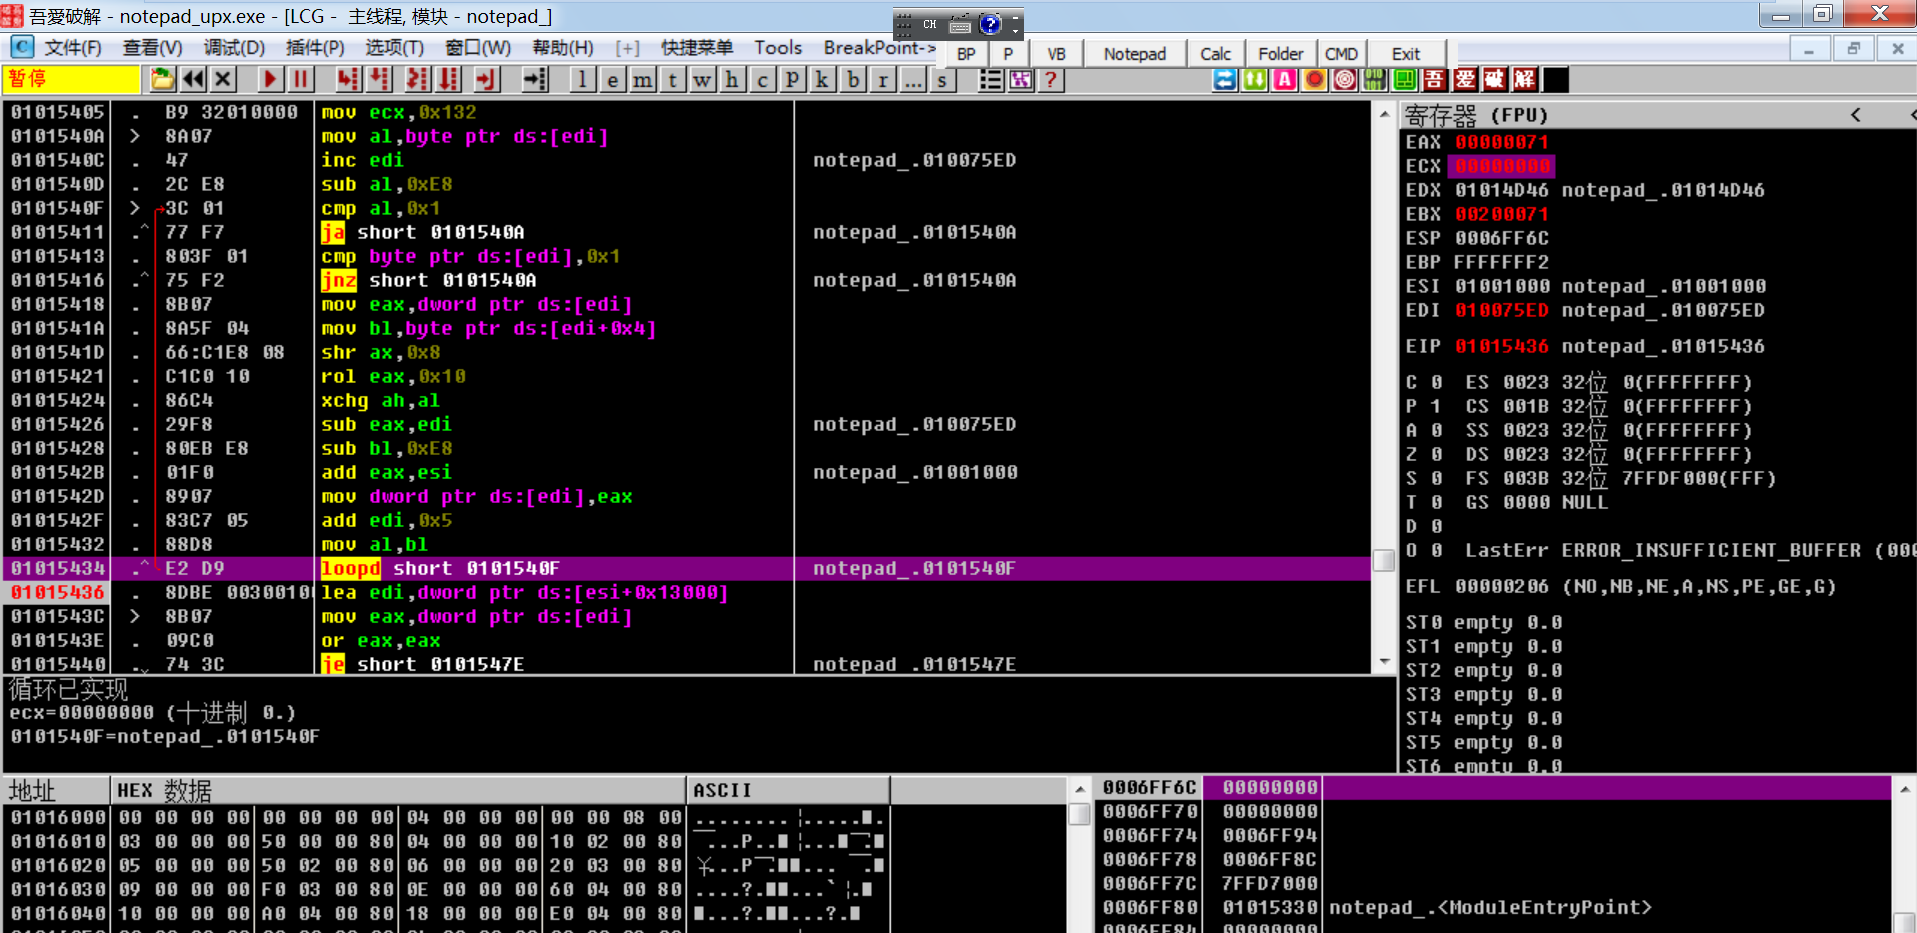 吾愛破解 - notepad_upx.exe - [LCG - 主线程, 模块 - notepad_]
CH
文件(F) 查看(V) 调试(D) 插件(P) 选项(T) 窗口(W) 帮助(H) [+] 快捷菜单 Tools BreakPoint->
BP P VB Notepad Calc Folder CMD Exit
暂停 l e m t w h c p k b r ... s ? A 吾 爱 破 解
01015405 . B9 32010000 mov ecx,0x132
0101540A > 8A07 mov al,byte ptr ds:[edi]
0101540C . 47 inc edi notepad_.010075ED
0101540D . 2C E8 sub al,0xE8
0101540F > 3C 01 cmp al,0x1
01015411 .^ 77 F7 ja short 0101540A notepad_.0101540A
01015413 . 803F 01 cmp byte ptr ds:[edi],0x1
01015416 .^ 75 F2 jnz short 0101540A notepad_.0101540A
01015418 . 8B07 mov eax,dword ptr ds:[edi]
0101541A . 8A5F 04 mov bl,byte ptr ds:[edi+0x4]
0101541D . 66:C1E8 08 shr ax,0x8
01015421 . C1C0 10 rol eax,0x10
01015424 . 86C4 xchg ah,al
01015426 . 29F8 sub eax,edi notepad_.010075ED
01015428 . 80EB E8 sub bl,0xE8
0101542B . 01F0 add eax,esi notepad_.01001000
0101542D . 8907 mov dword ptr ds:[edi],eax
0101542F . 83C7 05 add edi,0x5
01015432 . 88D8 mov al,bl
01015434 .^ E2 D9 loopd short 0101540F notepad_.0101540F
01015436 . 8DBE 0030010 lea edi,dword ptr ds:[esi+0x13000]
0101543C > 8B07 mov eax,dword ptr ds:[edi]
0101543E . 09C0 or eax,eax
01015440 . 74 3C je short 0101547E notepad_.0101547E
寄存器 (FPU) < <
EAX 00000071
ECX 00000000
EDX 01014D46 notepad_.01014D46
EBX 00200071
ESP 0006FF6C
EBP FFFFFFF2
ESI 01001000 notepad_.01001000
EDI 010075ED notepad_.010075ED
EIP 01015436 notepad_.01015436
C 0 ES 0023 32位 0(FFFFFFFF)
P 1 CS 001B 32位 0(FFFFFFFF)
A 0 SS 0023 32位 0(FFFFFFFF)
Z 0 DS 0023 32位 0(FFFFFFFF)
S 0 FS 003B 32位 7FFDF000(FFF)
T 0 GS 0000 NULL
D 0
O 0 LastErr ERROR_INSUFFICIENT_BUFFER (000
EFL 00000206 (NO,NB,NE,A,NS,PE,GE,G)
ST0 empty 0.0
ST1 empty 0.0
ST2 empty 0.0
ST3 empty 0.0
ST4 empty 0.0
ST5 empty 0.0
ST6 empty 0.0
循环已实现
ecx=00000000 (十进制 0.)
0101540F=notepad_.0101540F
地址 HEX 数据 ASCII
01016000 00 00 00 00 00 00 00 00 04 00 00 00 00 00 08 00
01016010 03 00 00 00 50 00 00 80 04 00 00 00 10 02 00 80
01016020 05 00 00 00 50 02 00 80 06 00 00 00 20 03 00 80
01016030 09 00 00 00 F0 03 00 80 0E 00 00 00 60 04 00 80
01016040 10 00 00 00 A0 04 00 80 18 00 00 00 E0 04 00 80
0006FF6C 00000000
0006FF70 00000000
0006FF74 0006FF94
0006FF78 0006FF8C
0006FF7C 7FFD7000
0006FF80 01015330 notepad_.<ModuleEntryPoint>
0006FF84 00000000